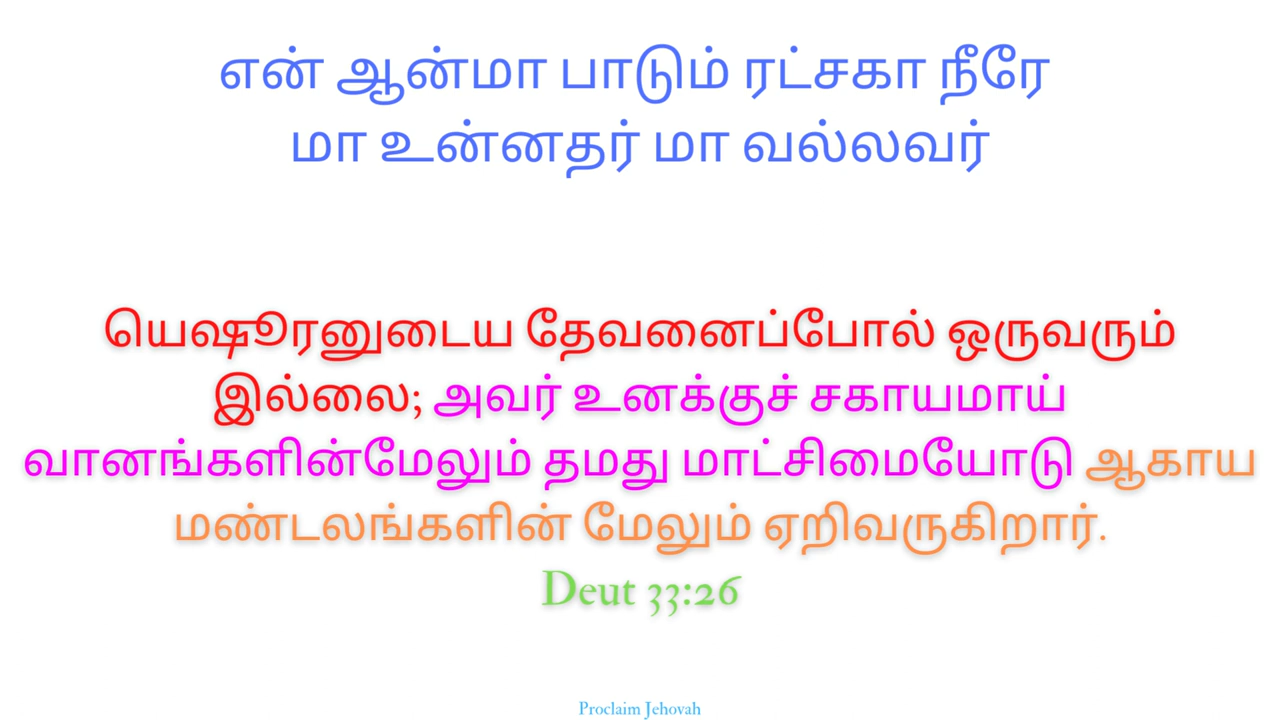 என் ஆன்மா பாடும் ரட்சகா நீரே
மா உன்னதர் மா வல்லவர்
யெஷூரனுடைய தேவனைப்போல் ஒருவரும்
இல்லை; அவர் உனக்குச் சகாயமாய்
வானங்களின்மேலும் தமது மாட்சிமையோடு ஆகாய
மண்டலங்களின் மேலும் ஏறிவருகிறார்.
Deut 33:26
Proclaim Jehovah